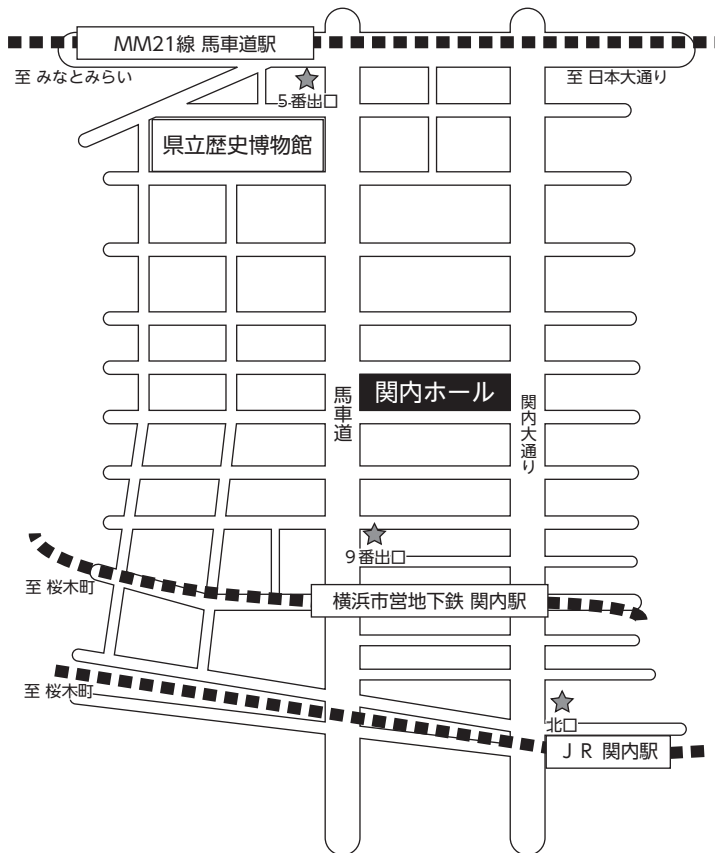 MM21線 馬車道駅
至 みなとみらい
至 日本大通り
5番出口
県立歴史博物館
関内ホール
馬車道
関内大通り
9番出口
至 桜木町
横浜市営地下鉄 関内駅
至 桜木町
北口
JR 関内駅